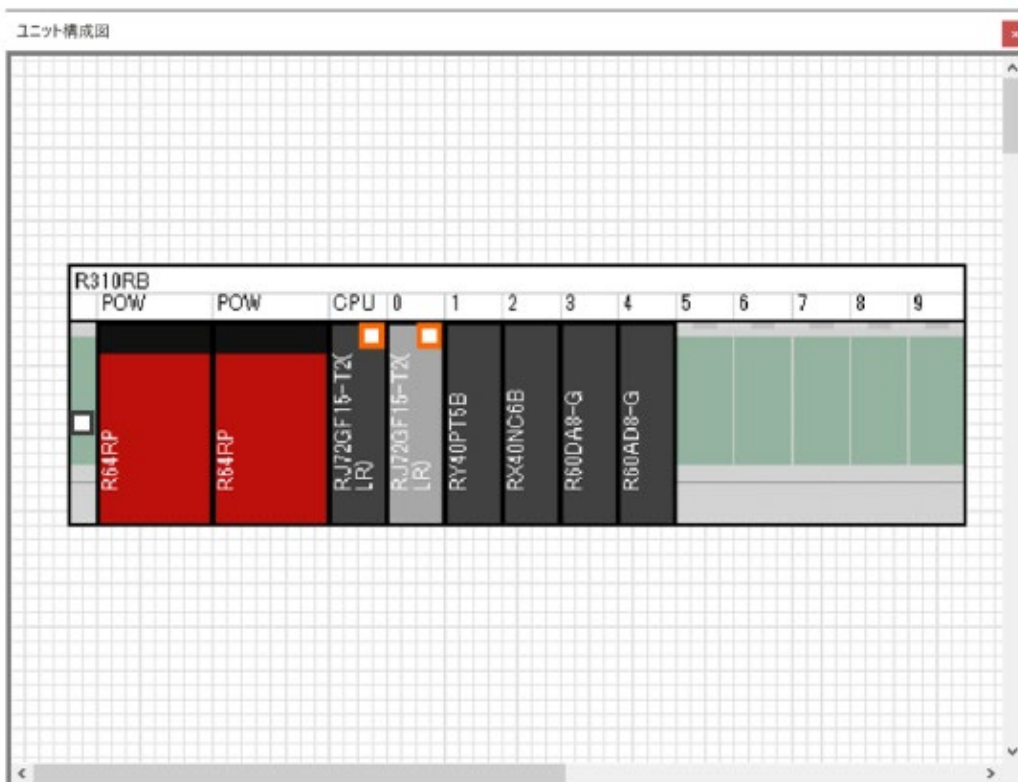 ユニット構成図
R310RB
POW POW CPU 0 1 2 3 4 5 6 7 8 9
R64RP
R64RP
RJ72GF15-T2(
LR)
RJ72GF15-T2(
LR)
RY40PT5B
RX40NC6B
R60DA8-G
R60AD8-G